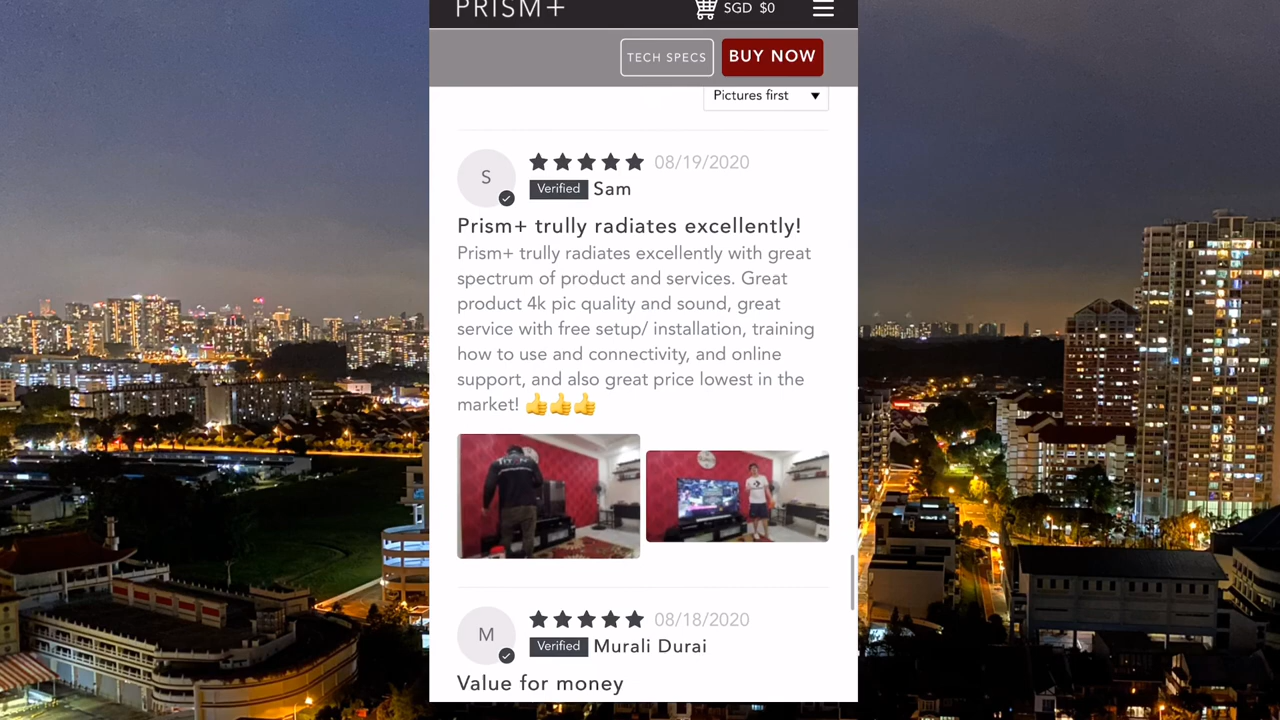 PRISM+
SGD $0
TECH SPECS
BUY NOW
Pictures first
S
08/19/2020
Verified Sam
Prism+ trully radiates excellently!
Prism+ trully radiates excellently with great
spectrum of product and services. Great
product 4k pic quality and sound, great
service with free setup/ installation, training
how to use and connectivity, and online
support, and also great price lowest in the
market! 👍👍👍
M
08/18/2020
Verified Murali Durai
Value for money